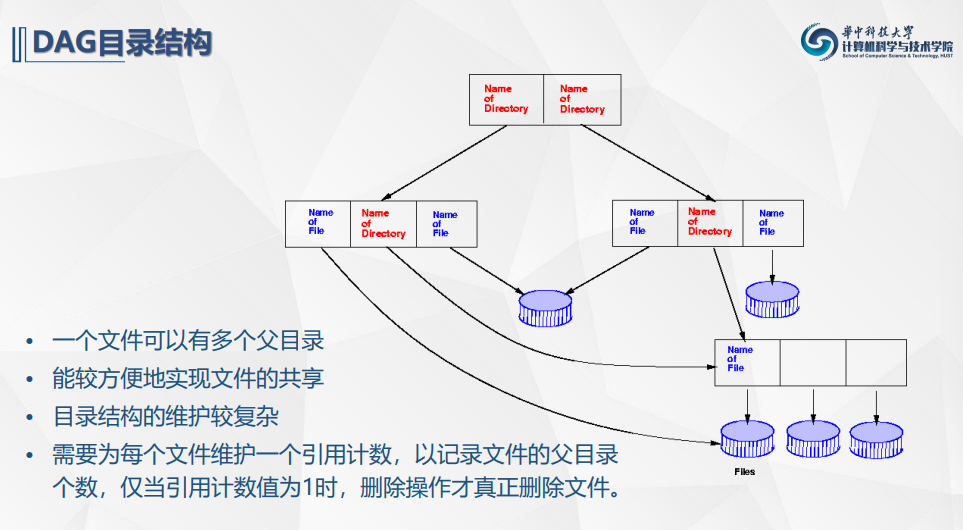 DAG目录结构
华中科技大学
计算机科学与技术学院
School of Computer Science & Technology, HUST
Name
of
Directory
Name
of
Directory
Name
of
File
Name
of
Directory
Name
of
File
Name
of
File
Name
of
Directory
Name
of
File
Name
of
File
Files
• 一个文件可以有多个父目录
• 能较方便地实现文件的共享
• 目录结构的维护较复杂
• 需要为每个文件维护一个引用计数，以记录文件的父目录
个数，仅当引用计数值为1时，删除操作才真正删除文件。